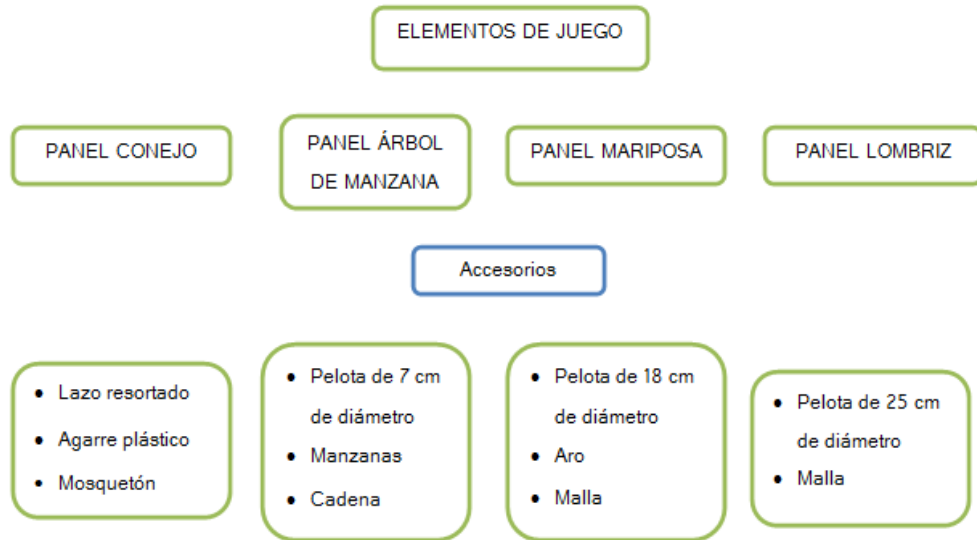 ELEMENTOS DE JUEGO
PANEL CONEJO
PANEL ÁRBOL
DE MANZANA
PANEL MARIPOSA
PANEL LOMBRIZ
Accesorios
• Lazo resortado
• Agarre plástico
• Mosquetón
• Pelota de 7 cm
de diámetro
• Manzanas
• Cadena
• Pelota de 18 cm
de diámetro
• Aro
• Malla
• Pelota de 25 cm
de diámetro
• Malla